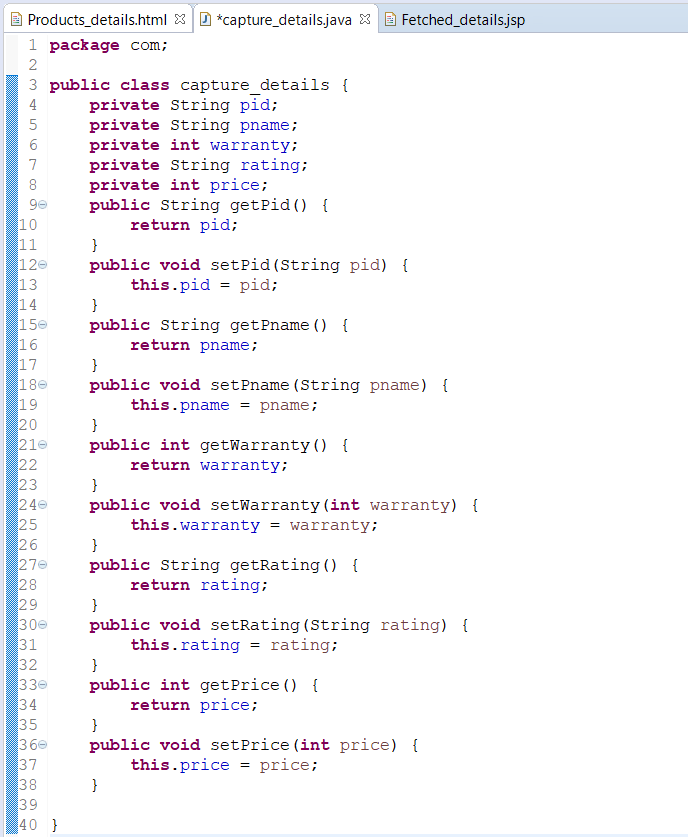 Products_details.html *capture_details.java Fetched_details.jsp
1 package com;
2
3 public class capture_details {
4     private String pid;
5     private String pname;
6     private int warranty;
7     private String rating;
8     private int price;
9     public String getPid() {
10         return pid;
11     }
12     public void setPid(String pid) {
13         this.pid = pid;
14     }
15     public String getPname() {
16         return pname;
17     }
18     public void setPname(String pname) {
19         this.pname = pname;
20     }
21     public int getWarranty() {
22         return warranty;
23     }
24     public void setWarranty(int warranty) {
25         this.warranty = warranty;
26     }
27     public String getRating() {
28         return rating;
29     }
30     public void setRating(String rating) {
31         this.rating = rating;
32     }
33     public int getPrice() {
34         return price;
35     }
36     public void setPrice(int price) {
37         this.price = price;
38     }
39
40 }